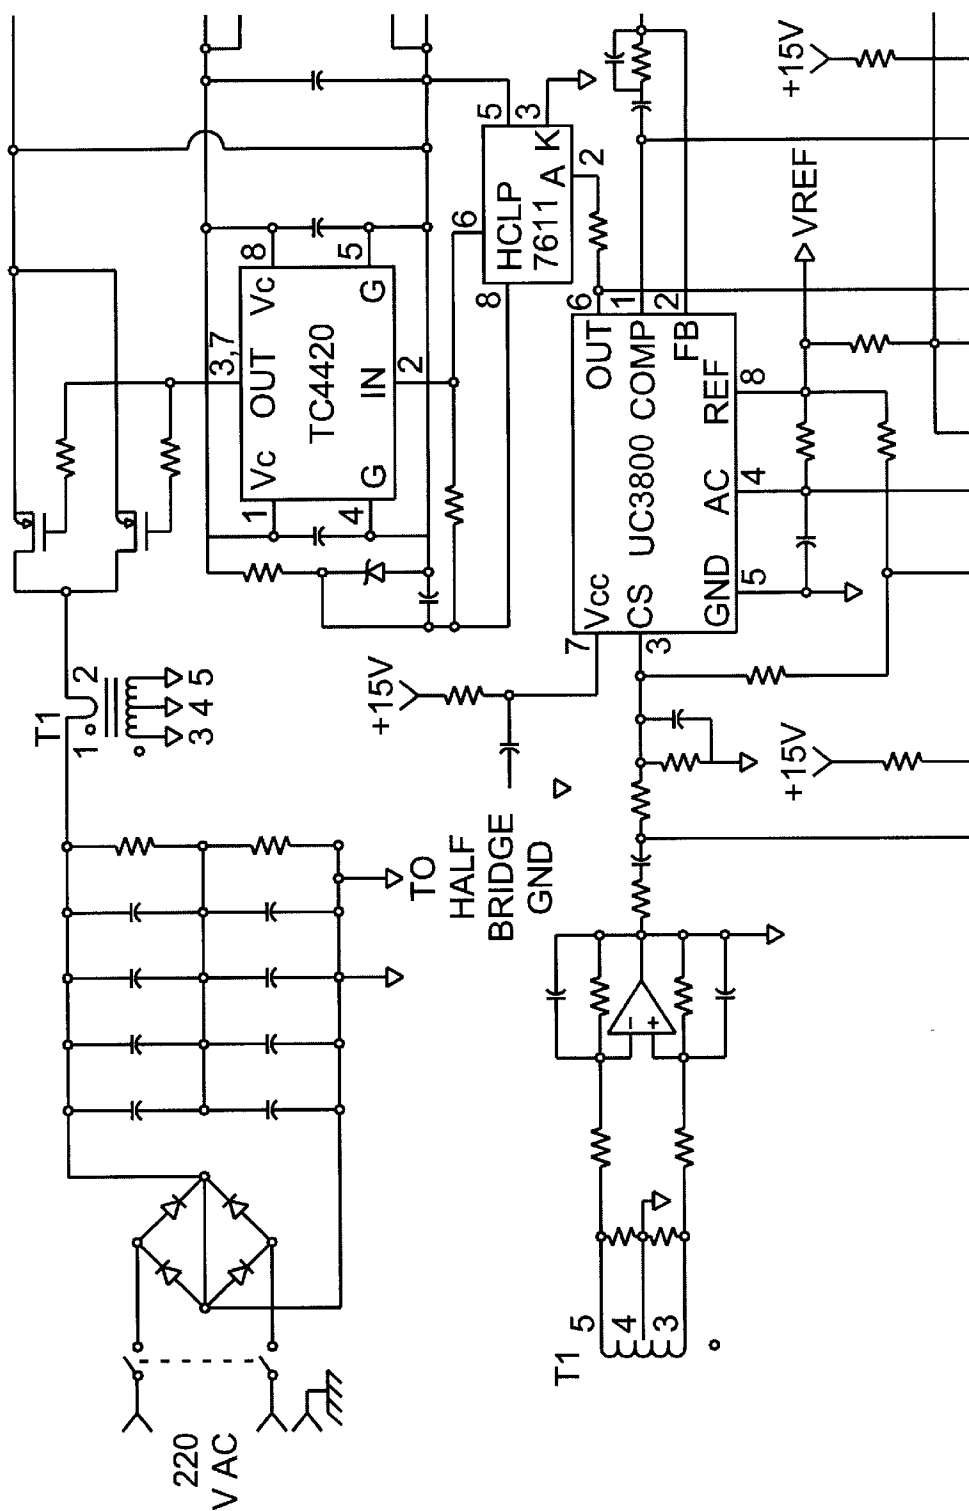 220
V AC
T1
1
2
3
4
5
TO
HALF
BRIDGE
GND
3,7
1
Vc
OUT
Vc
8
TC4420
4
G
IN
G
5
2
+15V
6
5
8
HCLP
7611
K
A
3
2
7
Vcc
OUT
6
CS
UC3800
COMP
1
3
FB
2
GND
AC
REF
5
4
8
T1
5
4
3
-
+
+15V
VREF
+15V